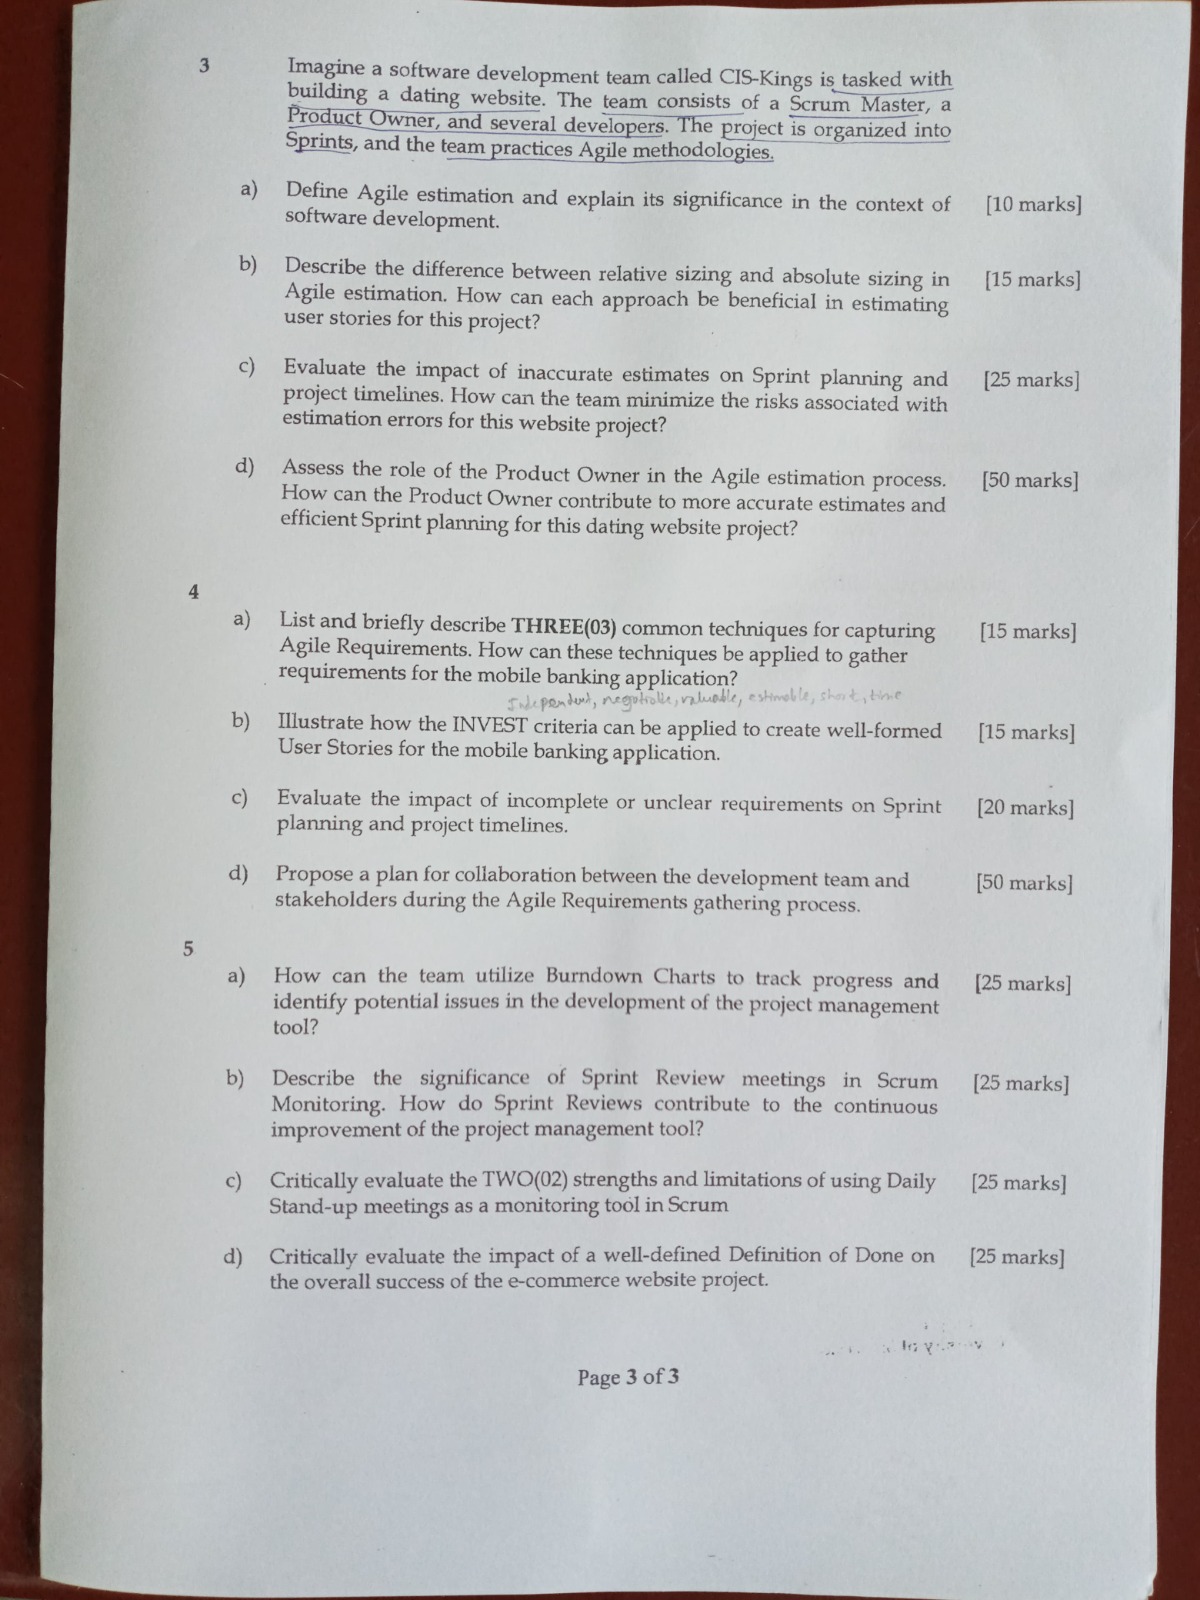 3 Imagine a software development team called CIS-Kings is tasked with
building a dating website. The team consists of a Scrum Master, a
Product Owner, and several developers. The project is organized into
Sprints, and the team practices Agile methodologies.
a) Define Agile estimation and explain its significance in the context of [10 marks]
software development.
b) Describe the difference between relative sizing and absolute sizing in [15 marks]
Agile estimation. How can each approach be beneficial in estimating
user stories for this project?
c) Evaluate the impact of inaccurate estimates on Sprint planning and [25 marks]
project timelines. How can the team minimize the risks associated with
estimation errors for this website project?
d) Assess the role of the Product Owner in the Agile estimation process. [50 marks]
How can the Product Owner contribute to more accurate estimates and
efficient Sprint planning for this dating website project?
4
a) List and briefly describe THREE(03) common techniques for capturing [15 marks]
Agile Requirements. How can these techniques be applied to gather
requirements for the mobile banking application?
Independent, valuable, estimable, short, time
b) Illustrate how the INVEST criteria can be applied to create well-formed [15 marks]
User Stories for the mobile banking application.
c) Evaluate the impact of incomplete or unclear requirements on Sprint [20 marks]
planning and project timelines.
d) Propose a plan for collaboration between the development team and [50 marks]
stakeholders during the Agile Requirements gathering process.
5
a) How can the team utilize Burndown Charts to track progress and [25 marks]
identify potential issues in the development of the project management
tool?
b) Describe the significance of Sprint Review meetings in Scrum [25 marks]
Monitoring. How do Sprint Reviews contribute to the continuous
improvement of the project management tool?
c) Critically evaluate the TWO(02) strengths and limitations of using Daily [25 marks]
Stand-up meetings as a monitoring tool in Scrum
d) Critically evaluate the impact of a well-defined Definition of Done on [25 marks]
the overall success of the e-commerce website project.
Page 3 of 3